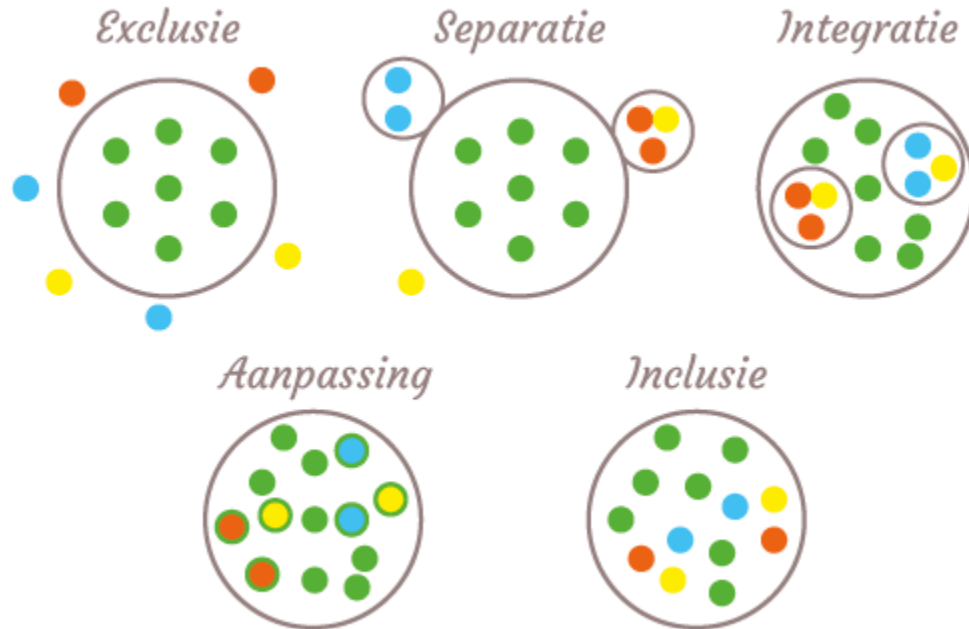 Exclusie
Separatie
Integratie
Aanpassing
Inclusie